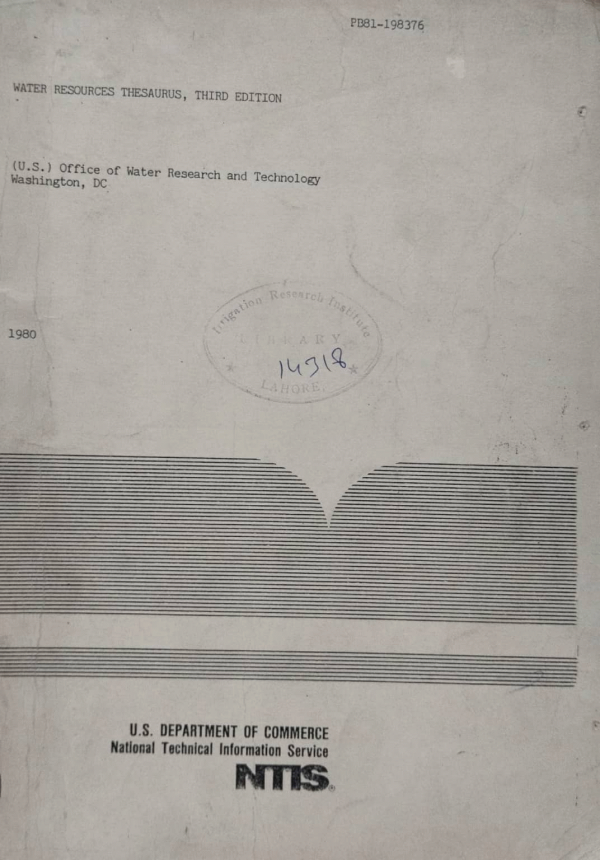 PB81-198376
WATER RESOURCES THESAURUS, THIRD EDITION
(U.S.) Office of Water Research and Technology
Washington, DC
Irrigation Research Institute
LIBRARY
14318
LAHORE.
1980
U.S. DEPARTMENT OF COMMERCE
National Technical Information Service
NTIS®